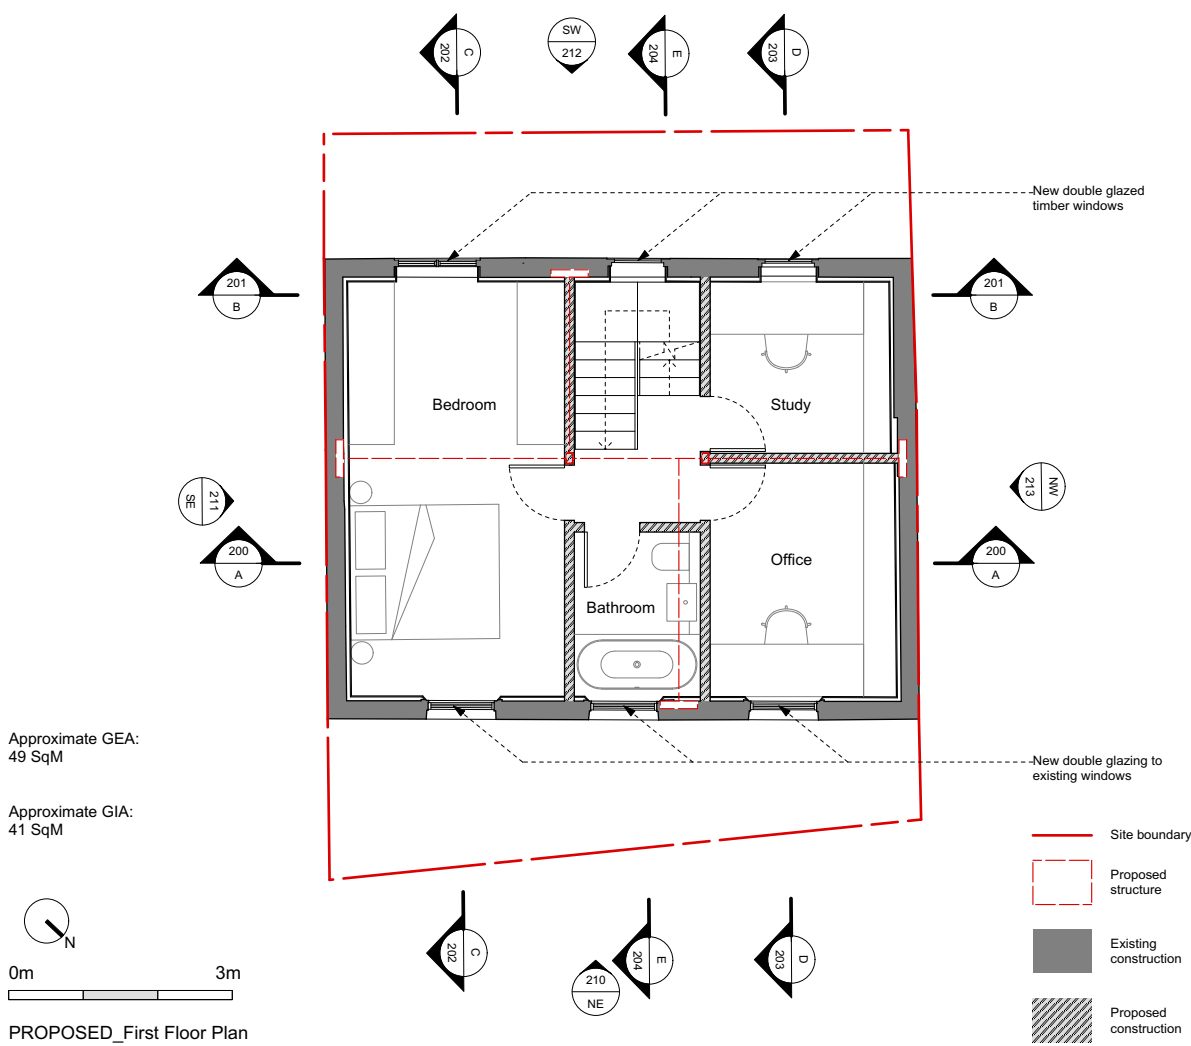 C
202
SW
212
E
204
D
203
New double glazed
timber windows
201
B
201
B
Bedroom
Study
211
SE
NW
213
200
A
200
A
Office
Bathroom
Approximate GEA:
49 SqM
New double glazing to
existing windows
Approximate GIA:
41 SqM
Site boundary
Proposed
structure
N
C
202
E
204
D
203
210
NE
Existing
construction
0m
3m
Proposed
construction
PROPOSED_First Floor Plan